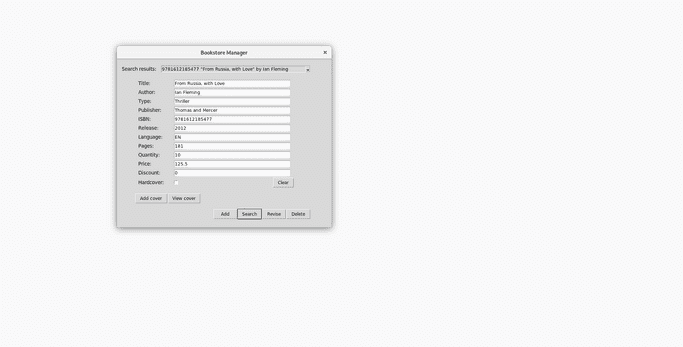 Bookstore Manager
Search results: 9781612185477 "From Russia, with Love" by Ian Fleming
Title: From Russia, with Love
Author: Ian Fleming
Type: Thriller
Publisher: Thomas and Mercer
ISBN: 9781612185477
Release: 2012
Language: EN
Pages: 181
Quantity: 10
Price: 125.5
Discount: 0
Hardcover: Clear
Add cover View cover
Add Search Revise Delete